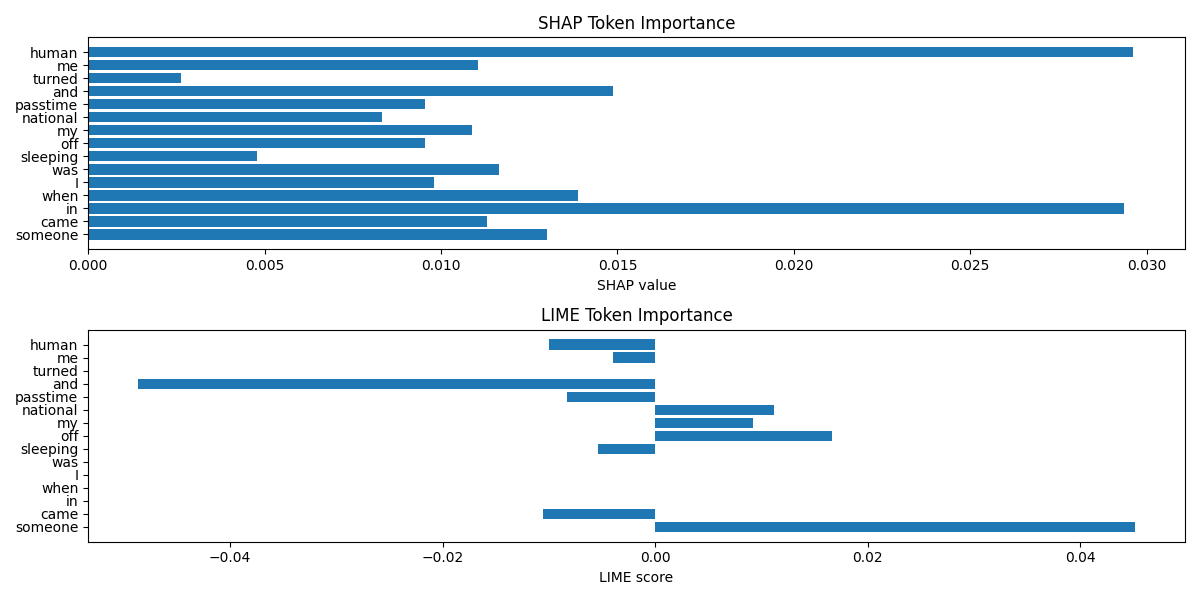 SHAP Token Importance
human
me
turned
and
passtime
national
my
off
sleeping
was
I
when
in
came
someone
0.000 0.005 0.010 0.015 0.020 0.025 0.030
SHAP value
LIME Token Importance
human
me
turned
and
passtime
national
my
off
sleeping
was
I
when
in
came
someone
−0.04 −0.02 0.00 0.02 0.04
LIME score